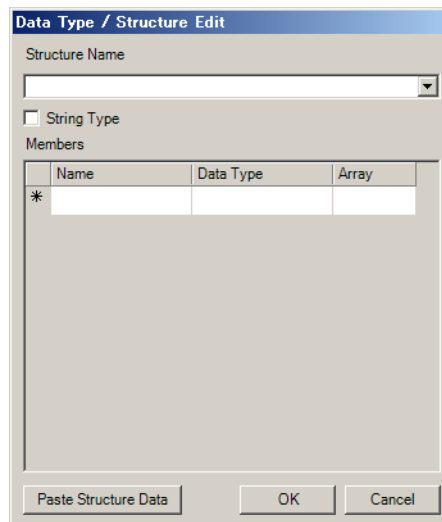 Data Type / Structure Edit
Structure Name
String Type
Members
Name Data Type Array
*
Paste Structure Data OK Cancel